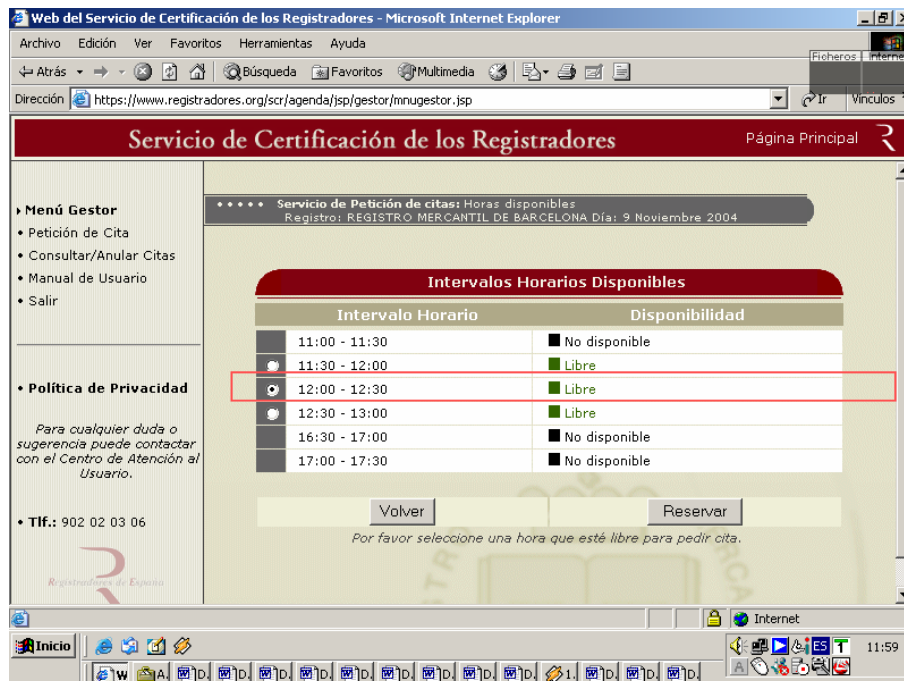 Web del Servicio de Certificación de los Registradores - Microsoft Internet Explorer
Archivo Edición Ver Favoritos Herramientas Ayuda
Ficheros Interne
Atrás Búsqueda Favoritos Multimedia
Dirección https://www.registradores.org/scr/agenda/jsp/gestor/mnugestor.jsp Ir Vínculos
Servicio de Certificación de los Registradores Página Principal
Menú Gestor
• Petición de Cita
• Consultar/Anular Citas
• Manual de Usuario
• Salir
• Política de Privacidad
Para cualquier duda o
sugerencia puede contactar
con el Centro de Atención al
Usuario.
• Tlf.: 902 02 03 06
Registradores de España
• • • • • Servicio de Petición de citas: Horas disponibles
Registro: REGISTRO MERCANTIL DE BARCELONA Día: 9 Noviembre 2004
Intervalos Horarios Disponibles
Intervalo Horario Disponibilidad
11:00 - 11:30 No disponible
11:30 - 12:00 Libre
12:00 - 12:30 Libre
12:30 - 13:00 Libre
16:30 - 17:00 No disponible
17:00 - 17:30 No disponible
Volver Reservar
Por favor seleccione una hora que esté libre para pedir cita.
Internet
Inicio ES 11:59
W A. D. D. D. D. D. D. D. D. D. D. 1. D. D. D.